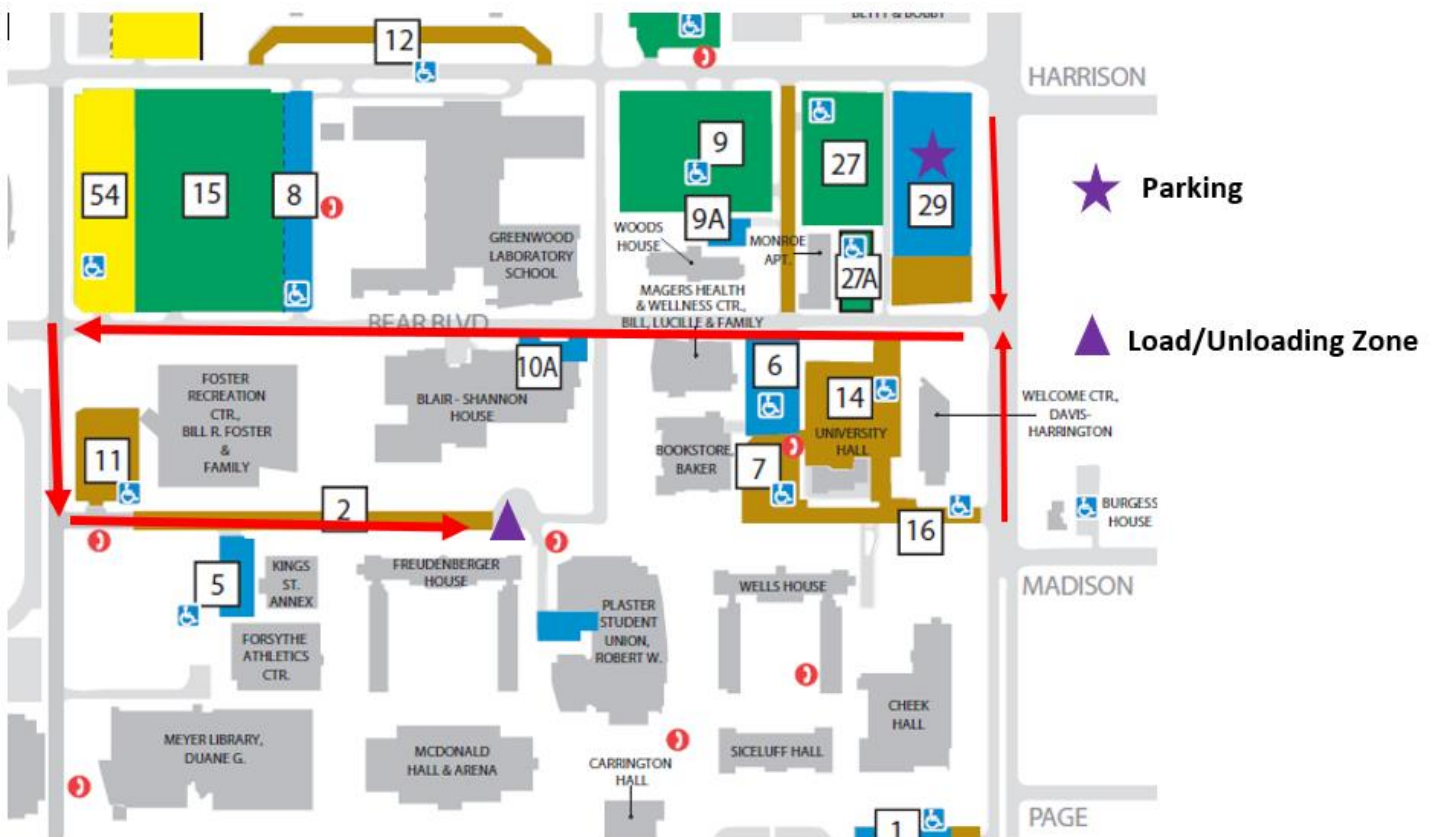 BETTY & BOBBY
12
HARRISON
54
15
8
9
27
29
Parking
9A
WOODS
HOUSE
MONROE
APT.
27A
GREENWOOD
LABORATORY
SCHOOL
MAGERS HEALTH
& WELLNESS CTR.,
BILL, LUCILLE & FAMILY
BEAR BLVD
Load/Unloading Zone
10A
6
14
FOSTER
RECREATION
CTR.,
BILL R. FOSTER
&
FAMILY
BLAIR - SHANNON
HOUSE
WELCOME CTR.,
DAVIS-
HARRINGTON
UNIVERSITY
HALL
BOOKSTORE,
BAKER
7
11
2
16
BURGESS
HOUSE
5
KINGS
ST.
ANNEX
FREUDENBERGER
HOUSE
WELLS HOUSE
MADISON
PLASTER
STUDENT
UNION,
ROBERT W.
FORSYTHE
ATHLETICS
CTR.
CHEEK
HALL
MEYER LIBRARY,
DUANE G.
MCDONALD
HALL & ARENA
SICELUFF HALL
CARRINGTON
HALL
1
PAGE